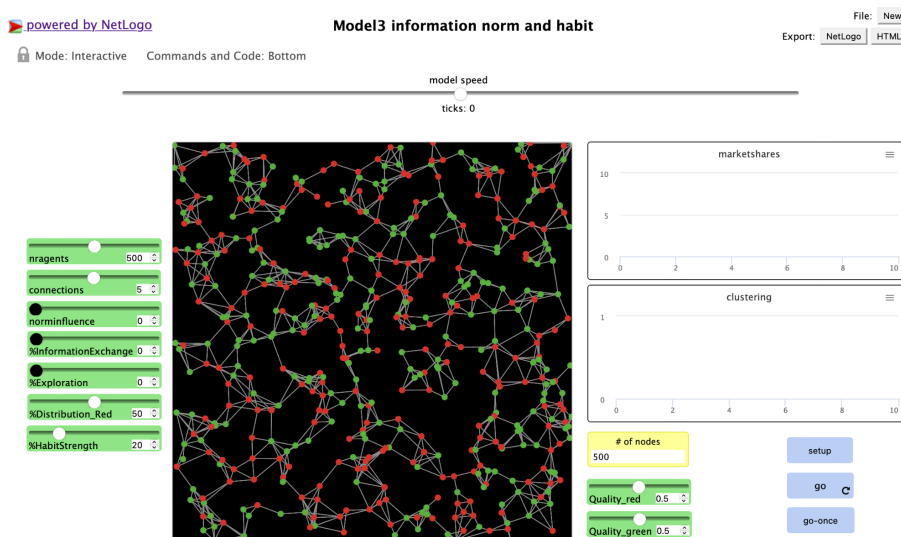 powered by NetLogo
Model3 information norm and habit
File: New
Export: NetLogo HTML
Mode: Interactive Commands and Code: Bottom
model speed
ticks: 0
nragents 500
connections 5
norminfluence 0
%InformationExchange 0
%Exploration 0
%Distribution_Red 50
%HabitStrength 20
marketshares
10
5
0
0 2 4 6 8 10
clustering
1
0
0 2 4 6 8 10
# of nodes
500
Quality_red 0.5
Quality_green 0.5
setup
go
go-once